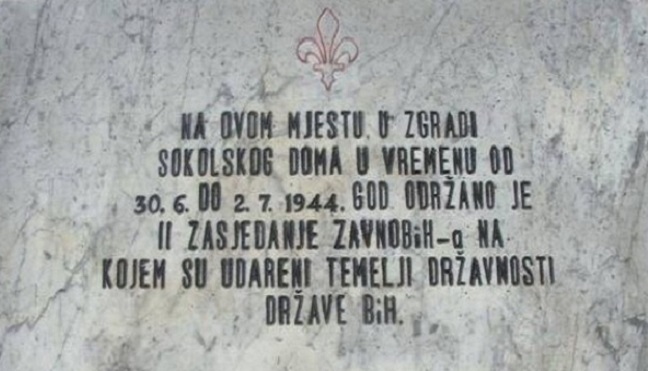 NA OVOM MJESTU U ZGRADI
SOKOLSKOG DOMA U VREMENU OD
30. 6. DO 2. 7. 1944. GOD ODRŽANO JE
II ZASJEDANJE ZAVNOBiH-a NA
KOJEM SU UDARENI TEMELJI DRŽAVNOSTI
DRŽAVE BiH.